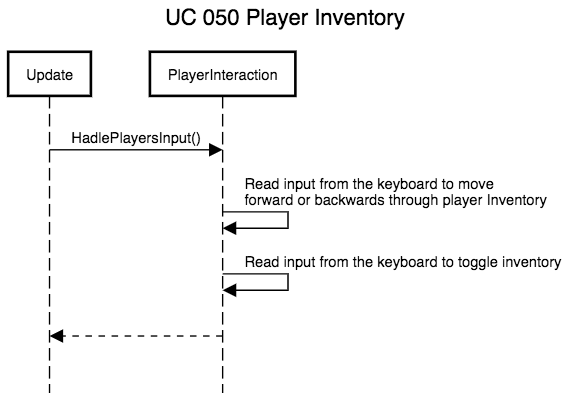 UC 050 Player Inventory
Update
PlayerInteraction
HadlePlayersInput()
Read input from the keyboard to move
forward or backwards through player Inventory
Read input from the keyboard to toggle inventory